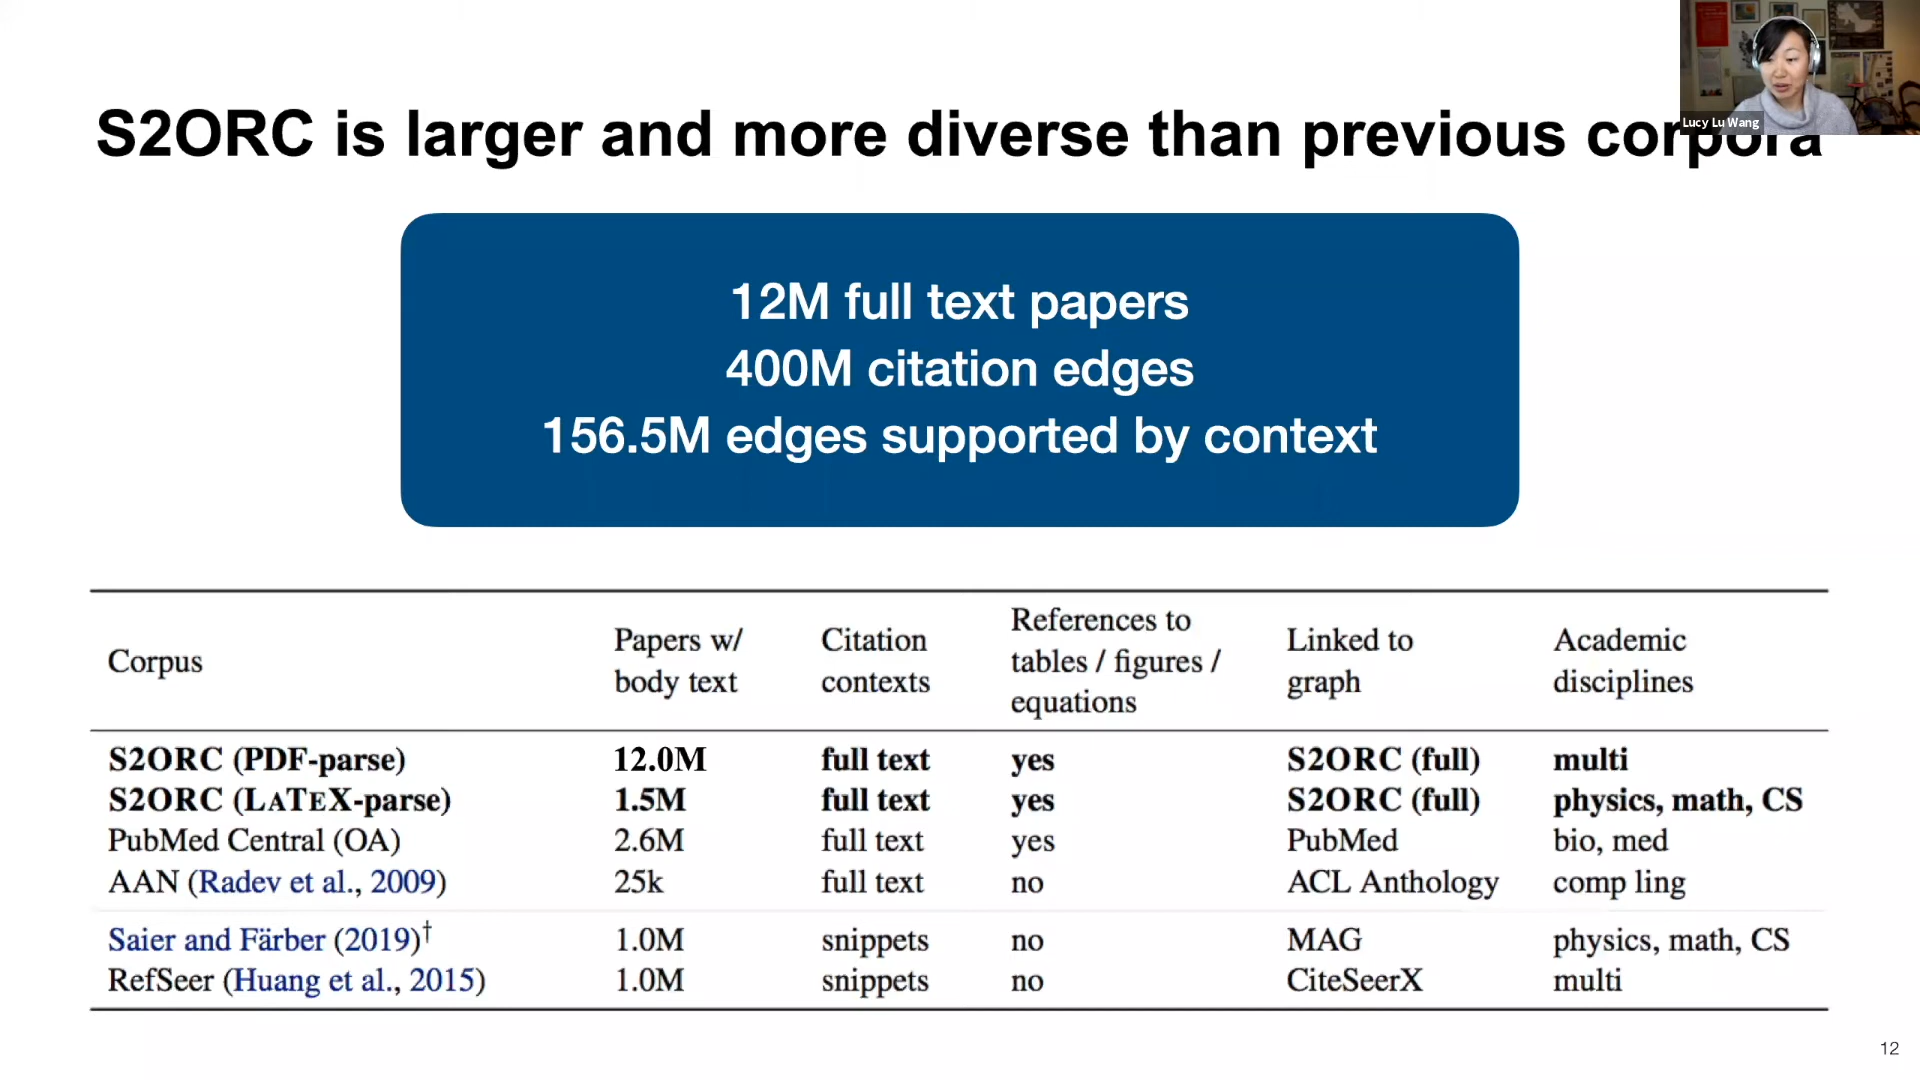 Lucy Lu Wang
S2ORC is larger and more diverse than previous corpora
12M full text papers
400M citation edges
156.5M edges supported by context
Corpus Papers w/ body text Citation contexts References to tables / figures / equations Linked to graph Academic disciplines
S2ORC (PDF-parse) 12.0M full text yes S2ORC (full) multi
S2ORC (LATEX-parse) 1.5M full text yes S2ORC (full) physics, math, CS
PubMed Central (OA) 2.6M full text yes PubMed bio, med
AAN (Radev et al., 2009) 25k full text no ACL Anthology comp ling
Saier and Färber (2019)† 1.0M snippets no MAG physics, math, CS
RefSeer (Huang et al., 2015) 1.0M snippets no CiteSeerX multi
12